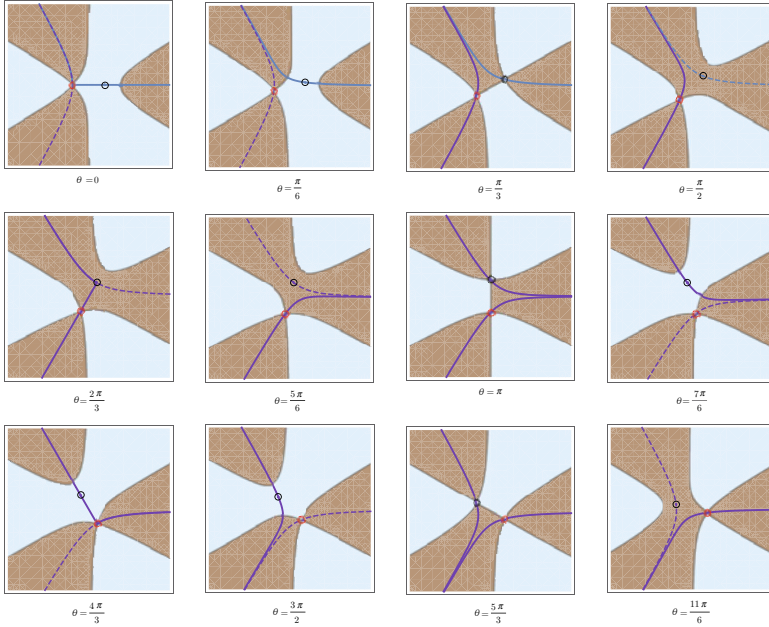 θ = 0
θ = π/6
θ = π/3
θ = π/2
θ = 2π/3
θ = 5π/6
θ = π
θ = 7π/6
θ = 4π/3
θ = 3π/2
θ = 5π/3
θ = 11π/6